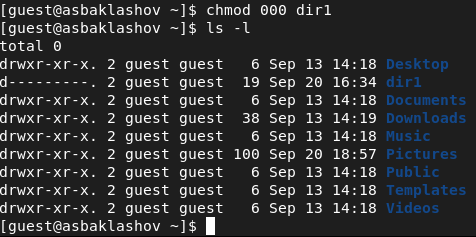 [guest@asbaklashov ~]$ chmod 000 dir1
[guest@asbaklashov ~]$ ls -l
total 0
drwxr-xr-x. 2 guest guest   6 Sep 13 14:18 Desktop
d---------. 2 guest guest  19 Sep 20 16:34 dir1
drwxr-xr-x. 2 guest guest   6 Sep 13 14:18 Documents
drwxr-xr-x. 2 guest guest  38 Sep 13 14:19 Downloads
drwxr-xr-x. 2 guest guest   6 Sep 13 14:18 Music
drwxr-xr-x. 2 guest guest 100 Sep 20 18:57 Pictures
drwxr-xr-x. 2 guest guest   6 Sep 13 14:18 Public
drwxr-xr-x. 2 guest guest   6 Sep 13 14:18 Templates
drwxr-xr-x. 2 guest guest   6 Sep 13 14:18 Videos
[guest@asbaklashov ~]$